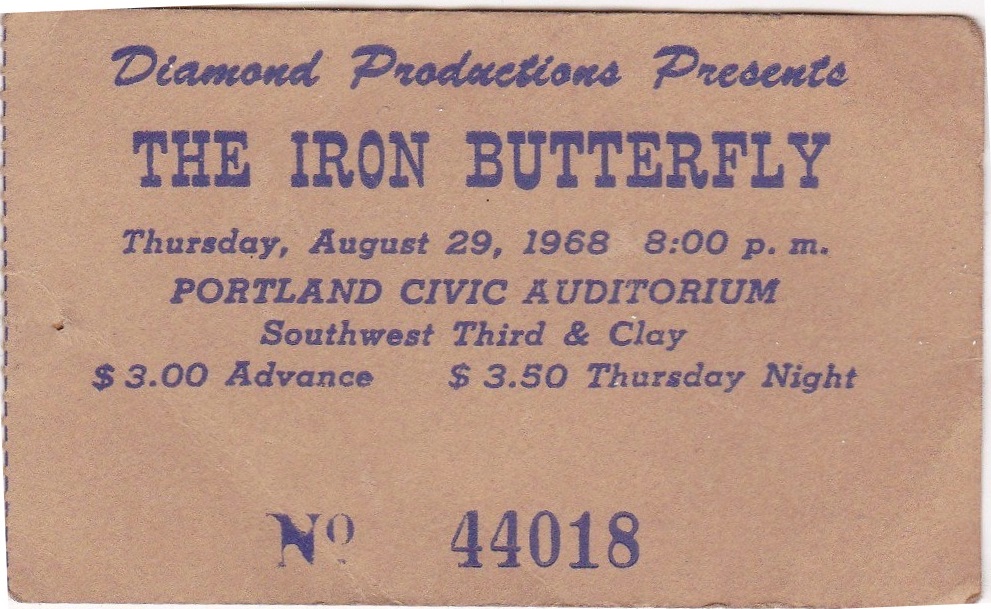 Diamond Productions Presents
THE IRON BUTTERFLY
Thursday, August 29, 1968 8:00 p. m.
PORTLAND CIVIC AUDITORIUM
Southwest Third & Clay
$3.00 Advance $ 3.50 Thursday Night
No 44018